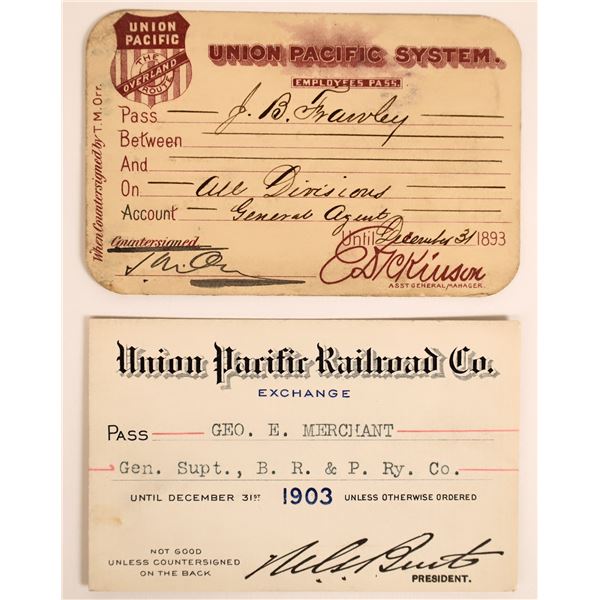 UNION
PACIFIC
THE
OVERLAND
ROUTE
UNION PACIFIC SYSTEM.
EMPLOYEES PASS.
When Countersigned by T. M. Orr.
Pass J. B. Frawley
Between
And
On All Divisions
Account General Agent
Until December 31 1893
Countersigned
T. M. Orr
E Dickinson
ASST GENERAL MANAGER.
Union Pacific Railroad Co.
EXCHANGE
PASS GEO. E. MERCHANT
Gen. Supt., B. R. & P. Ry. Co.
UNTIL DECEMBER 31ST 1903 UNLESS OTHERWISE ORDERED
NOT GOOD
UNLESS COUNTERSIGNED
ON THE BACK
Burt
PRESIDENT.